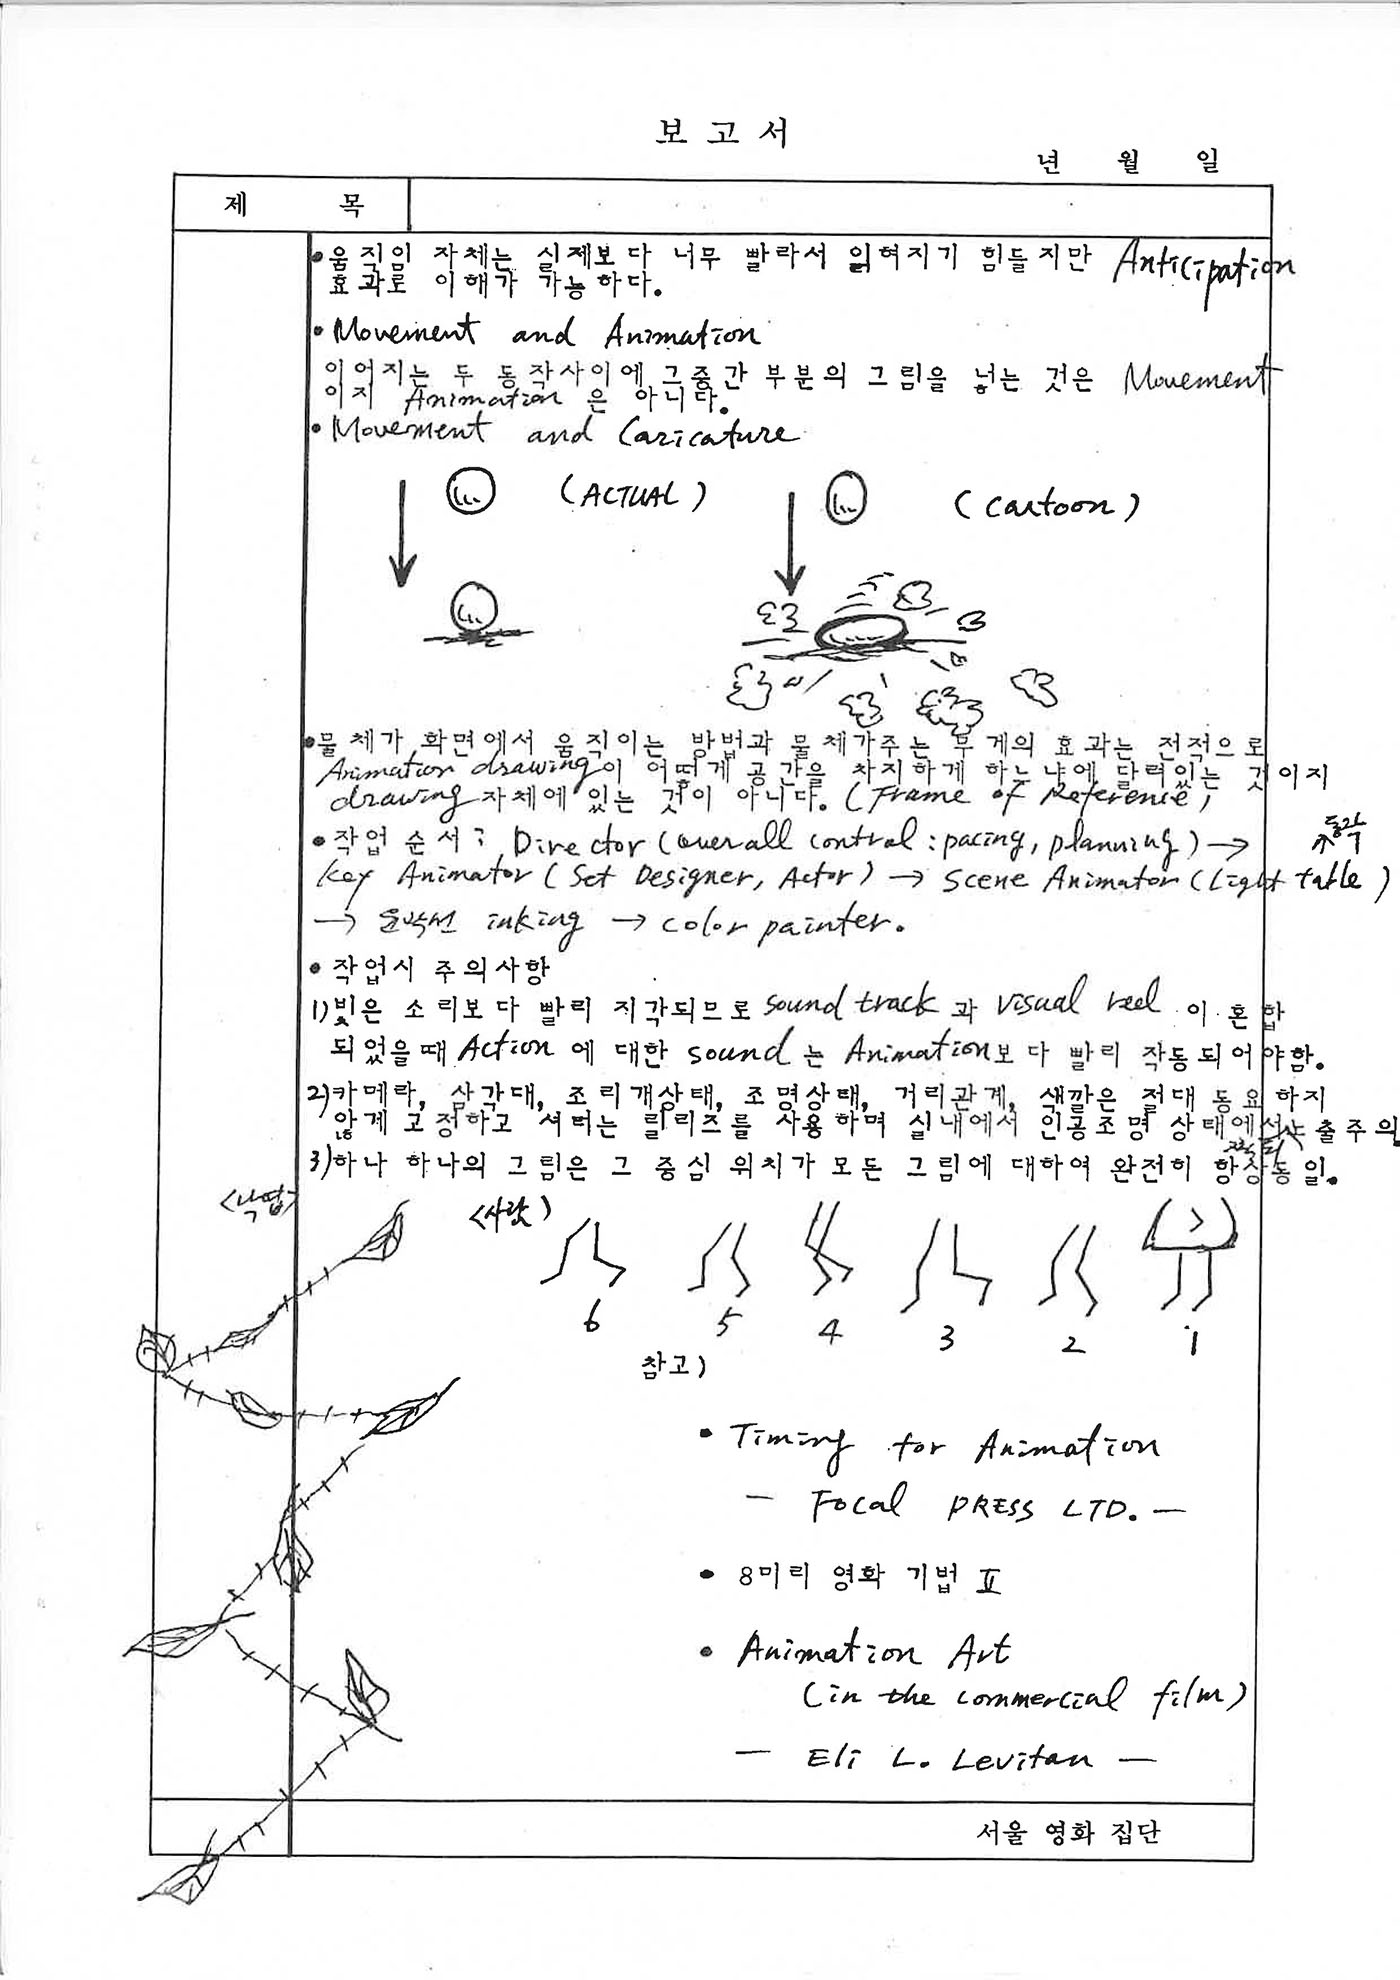 보 고 서
년 월 일
제 목
• 움직임 자체는 실제보다 너무 빨라서 읽혀지기 힘들지만 Anticipation
효과로 이해가 가능하다.
• Movement and Animation
이어지는 두 동작사이에 그중간 부분의 그림을 넣는 것은 Movement
이지 Animation 은 아니다.
• Movement and Caricature
(ACTUAL) (Cartoon)
• 물체가 화면에서 움직이는 방법과 물체가주는 무게의 효과는 전적으로
Animation drawing이 어떻게 공간을 차지하게 하느냐에 달려있는 것이지
drawing 자체에 있는 것이 아니다. (Frame of Reference)
• 작업 순서 : Director (overall control : pacing, planning) →
Key Animator (Set Designer, Actor) → Scene Animator (Light table)
→ 윤곽선 inking → color painter.
• 작업시 주의사항
1) 빛은 소리보다 빨리 지각되므로 sound track 과 visual reel 이 혼합
되었을때 Action 에 대한 sound 는 Animation보다 빨리 작동되어야함.
2) 카메라, 삼각대, 조리개상태, 조명상태, 거리관계, 색깔은 절대 동요하지
않게 고정하고 셔터는 릴리즈를 사용하며 실내에서 인공조명 상태에서 노출주의
3) 하나 하나의 그림은 그 중심 위치가 모든 그림에 대하여 완전히 항상동일.
<낙엽>
<사람>
6 5 4 3 2 1
참고)
• Timing for Animation
— Focal PRESS LTD. —
• 8미리 영화 기법 Ⅱ
• Animation Art
(in the commercial film)
— Eli L. Levitan —
서울 영화 집단